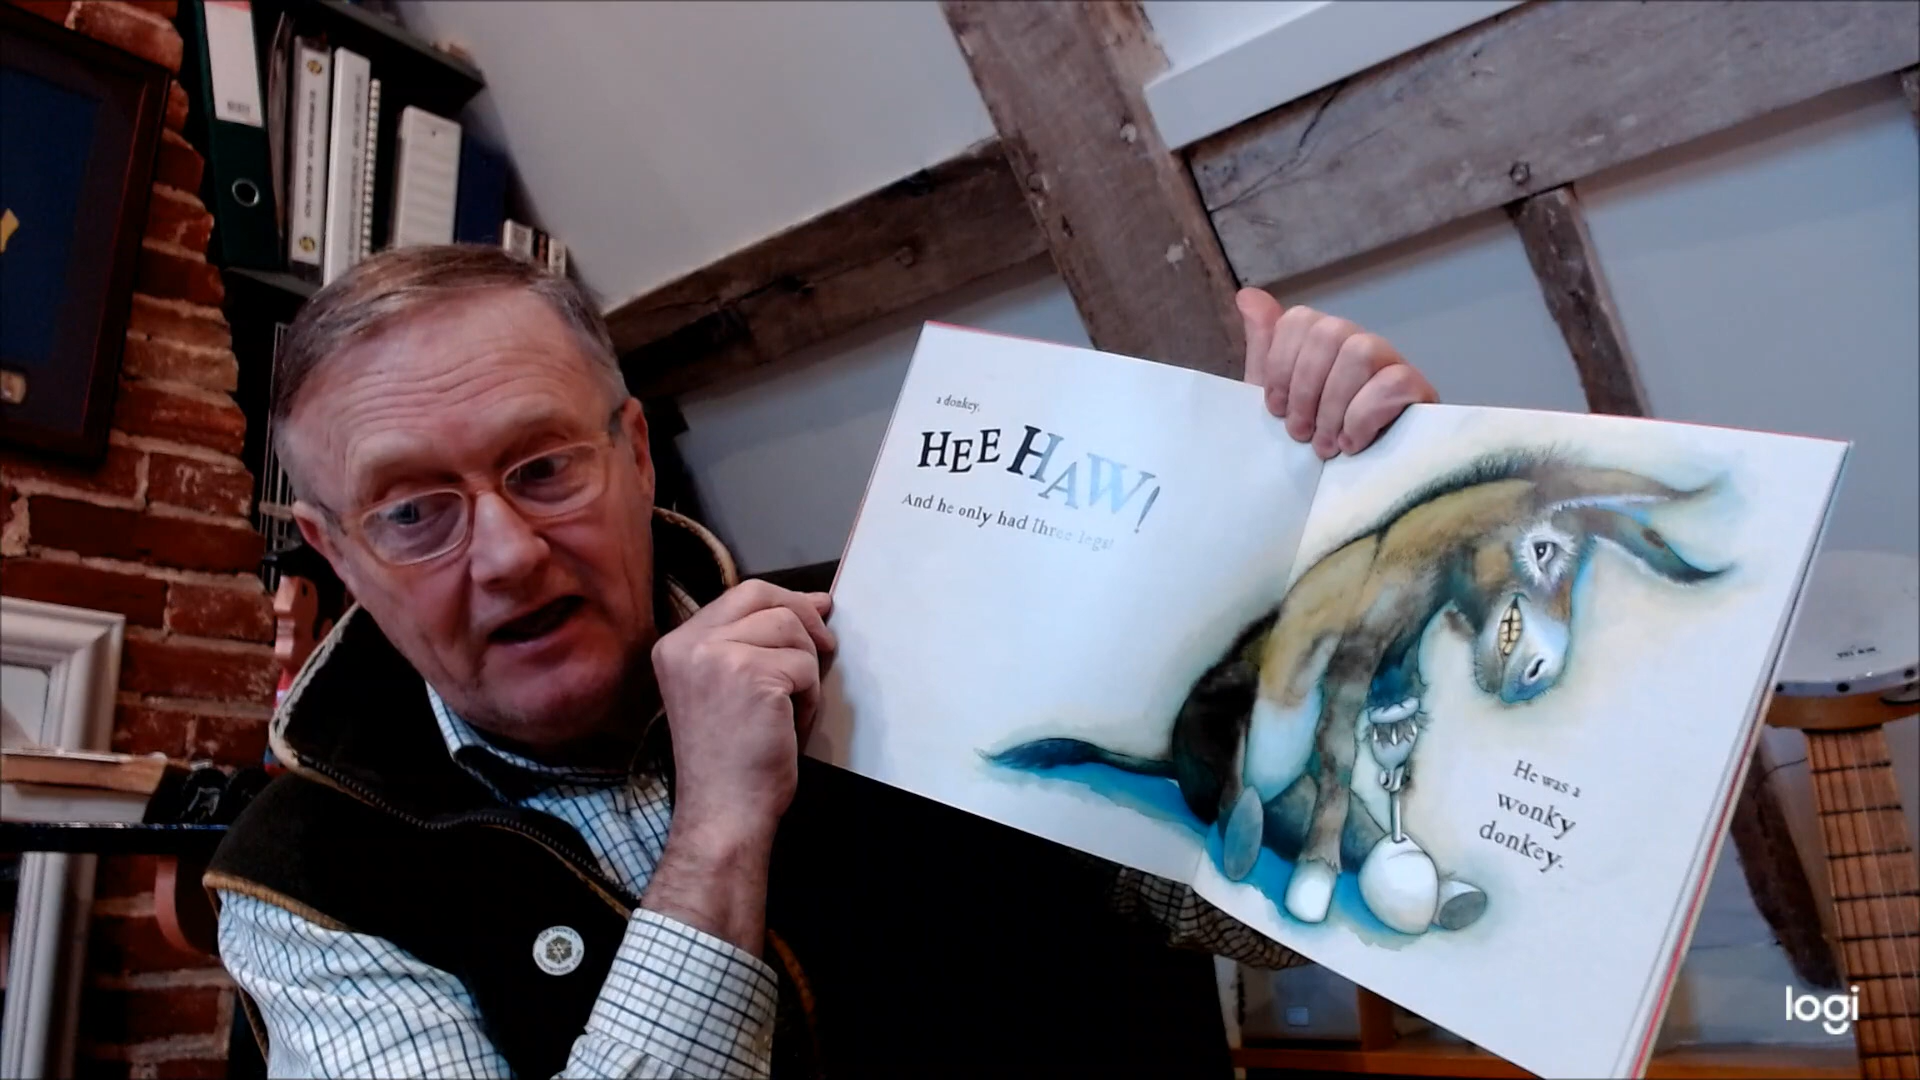 a donkey,
HEE HAW!
And he only had three legs!
He was a
wonky
donkey.
logi